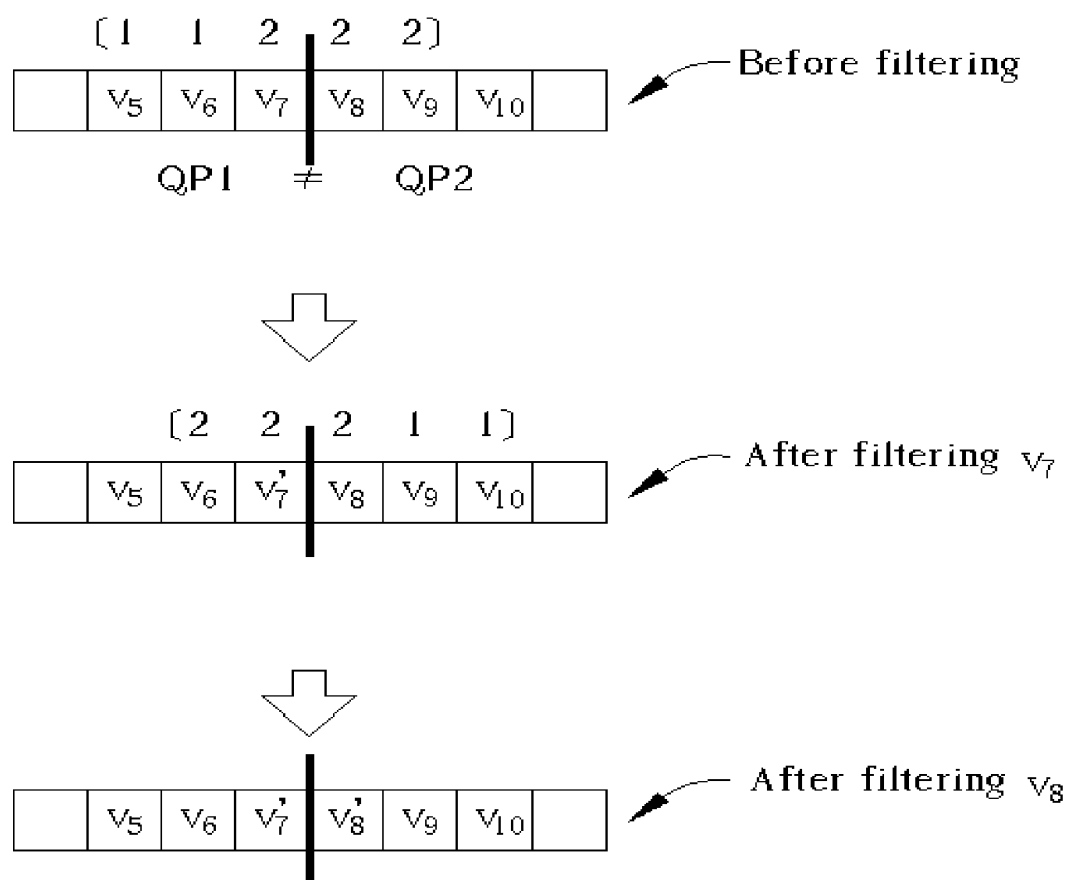 [1 1 2 2 2]
Before filtering
V5 V6 V7 V8 V9 V10
QP1 ≠ QP2
[2 2 2 1 1]
After filtering V7
V5 V6 V7' V8 V9 V10
After filtering V8
V5 V6 V7' V8' V9 V10